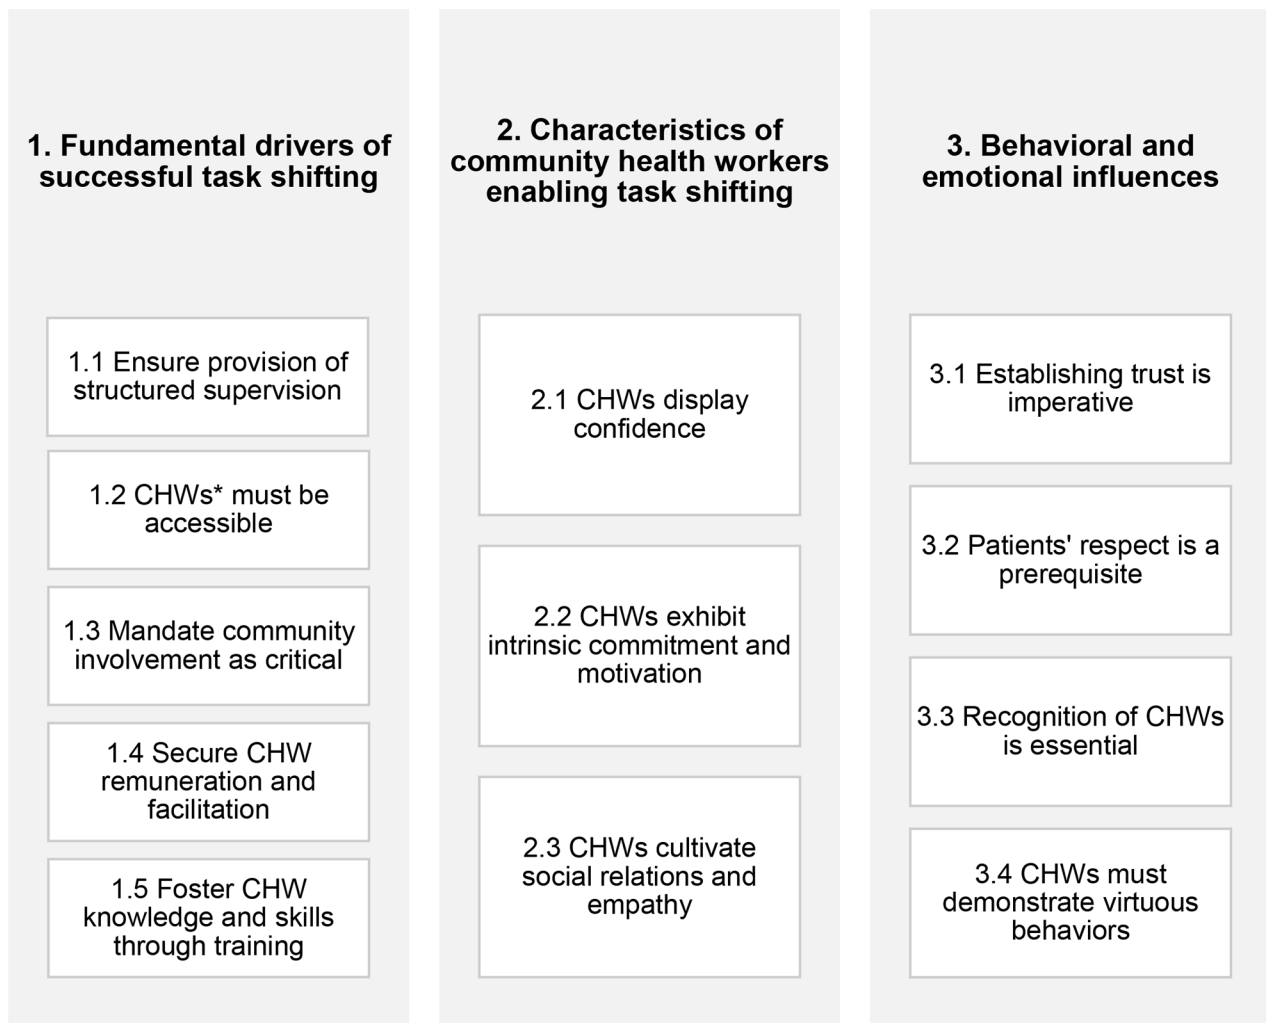 1. Fundamental drivers of
successful task shifting
1.1 Ensure provision of
structured supervision
1.2 CHWs* must be
accessible
1.3 Mandate community
involvement as critical
1.4 Secure CHW
remuneration and
facilitation
1.5 Foster CHW
knowledge and skills
through training
2. Characteristics of
community health workers
enabling task shifting
2.1 CHWs display
confidence
2.2 CHWs exhibit
intrinsic commitment and
motivation
2.3 CHWs cultivate
social relations and
empathy
3. Behavioral and
emotional influences
3.1 Establishing trust is
imperative
3.2 Patients' respect is a
prerequisite
3.3 Recognition of CHWs
is essential
3.4 CHWs must
demonstrate virtuous
behaviors